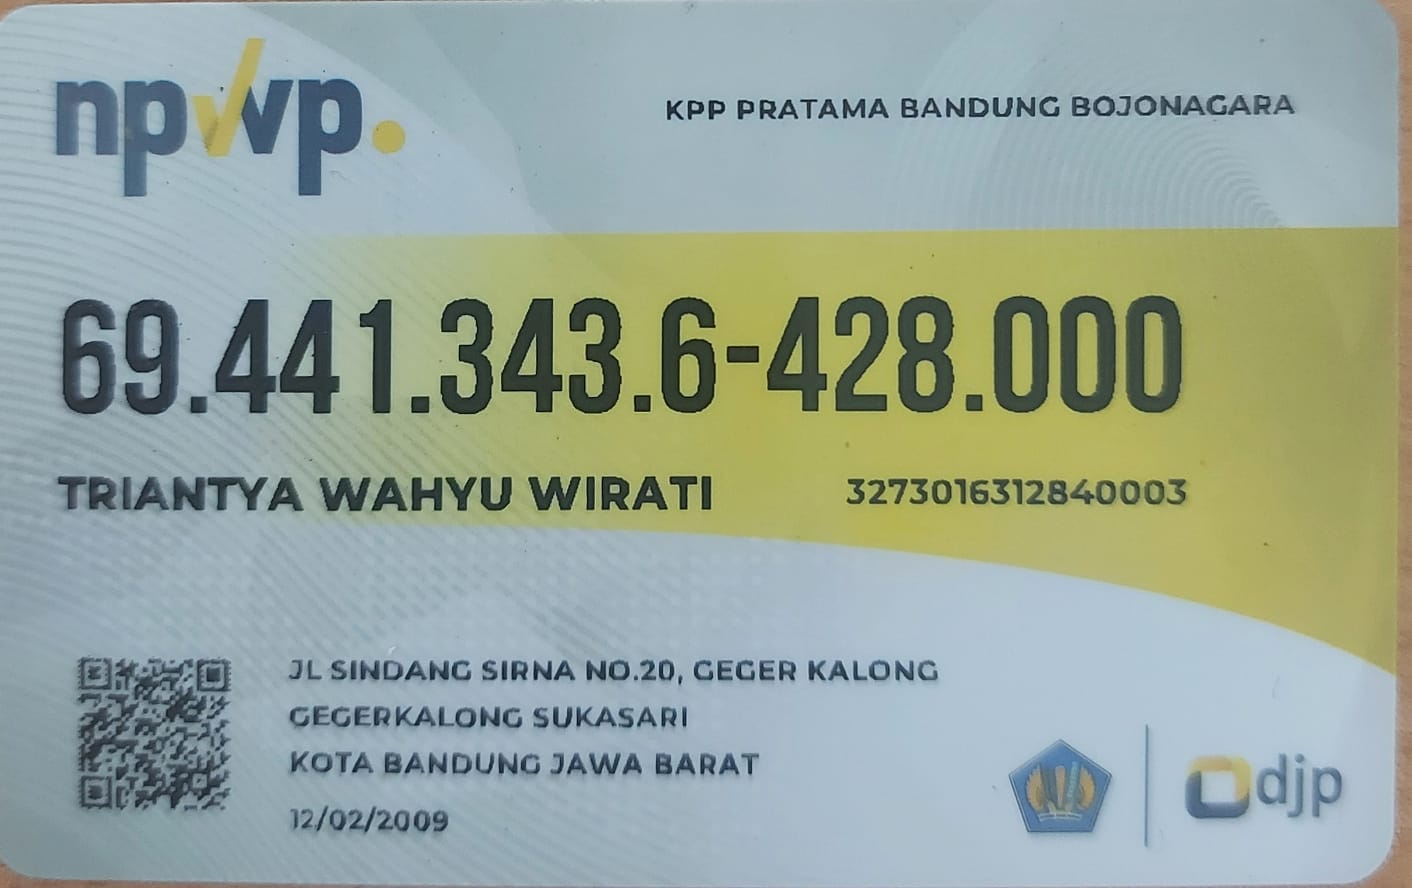 npwp.
KPP PRATAMA BANDUNG BOJONAGARA
69.441.343.6-428.000
TRIANTYA WAHYU WIRATI 3273016312840003
JL SINDANG SIRNA NO.20, GEGER KALONG
GEGERKALONG SUKASARI
KOTA BANDUNG JAWA BARAT
12/02/2009
djp